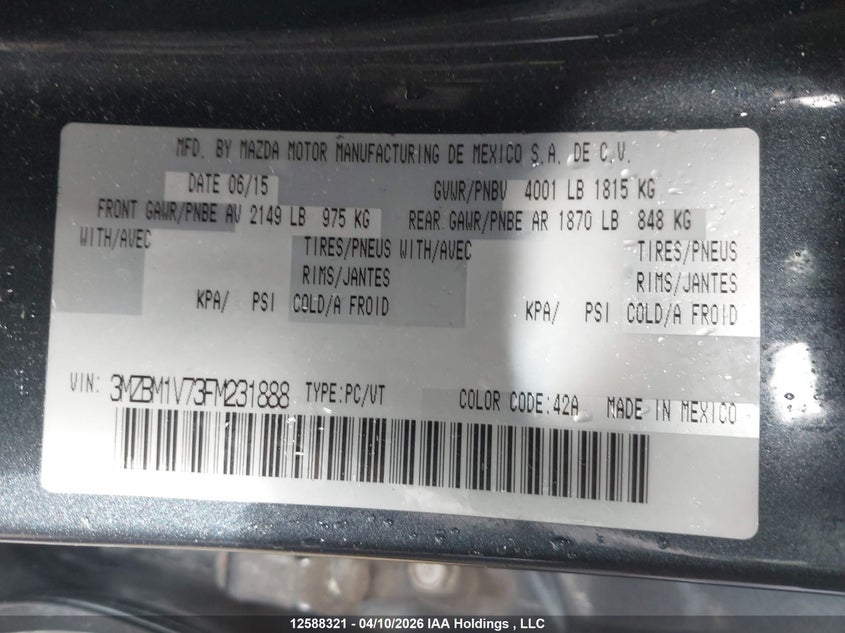 MFD. BY MAZDA MOTOR MANUFACTURING DE MEXICO S.A. DE C.V.
DATE 06/15 GVWR/PNBV 4001 LB 1815 KG
FRONT GAWR/PNBE AV 2149 LB 975 KG REAR GAWR/PNBE AR 1870 LB 848 KG
WITH/AVEC TIRES/PNEUS WITH/AVEC TIRES/PNEUS
RIMS/JANTES RIMS/JANTES
KPA/ PSI COLD/A FROID KPA/ PSI COLD/A FROID
VIN: 3MZBM1V73FM231888 TYPE:PC/VT COLOR CODE:42A MADE IN MEXICO
12588321 - 04/10/2026 IAA Holdings , LLC